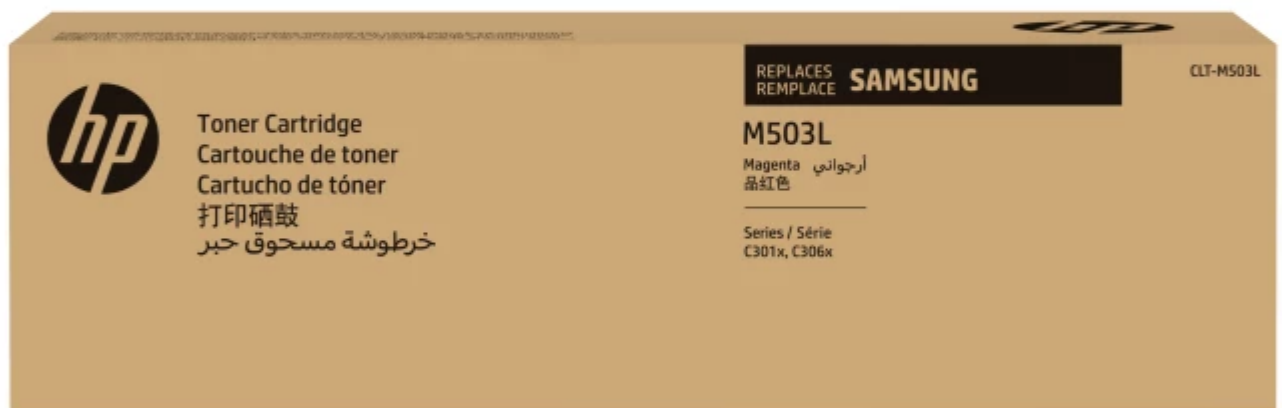 hp
Toner Cartridge
Cartouche de toner
Cartucho de tóner
打印硒鼓
خرطوشة مسحوق حبر
REPLACES
REMPLACE
SAMSUNG
CLT-M503L
M503L
Magenta أرجواني
品红色
Series / Série
C301x, C306x